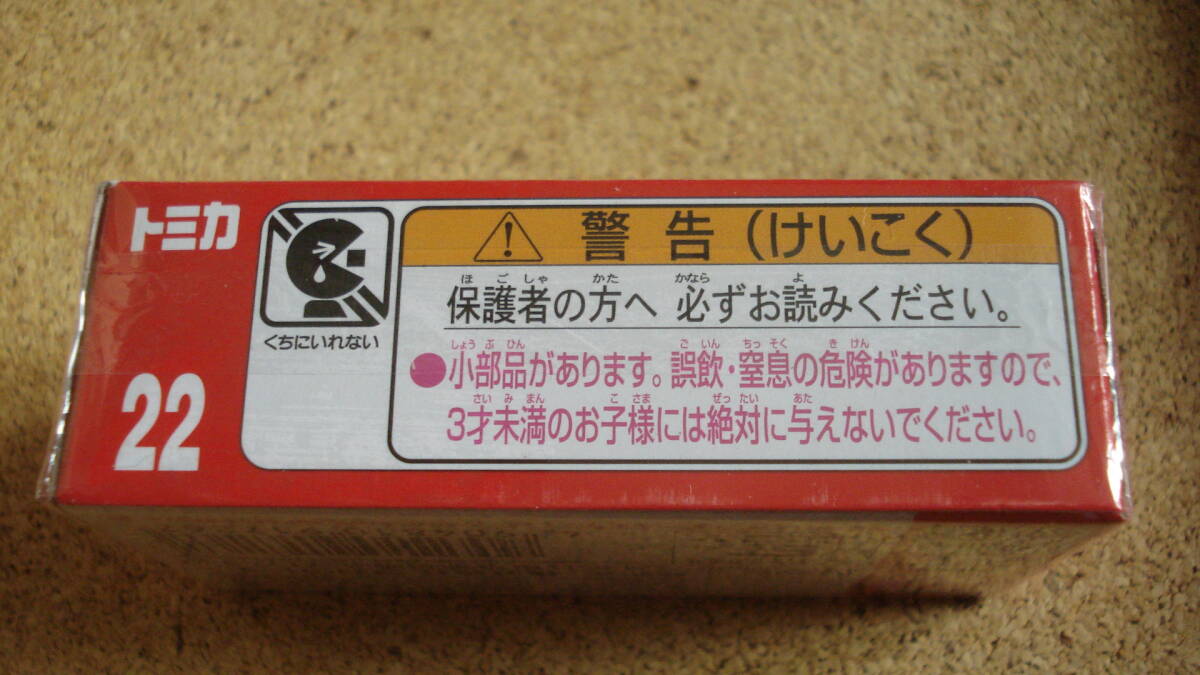 トミカ
22
くちにいれない
警告(けいこく)
保護者の方へ 必ずお読みください。
●小部品があります。誤飲・窒息の危険がありますので、
3才未満のお子様には絶対に与えないでください。